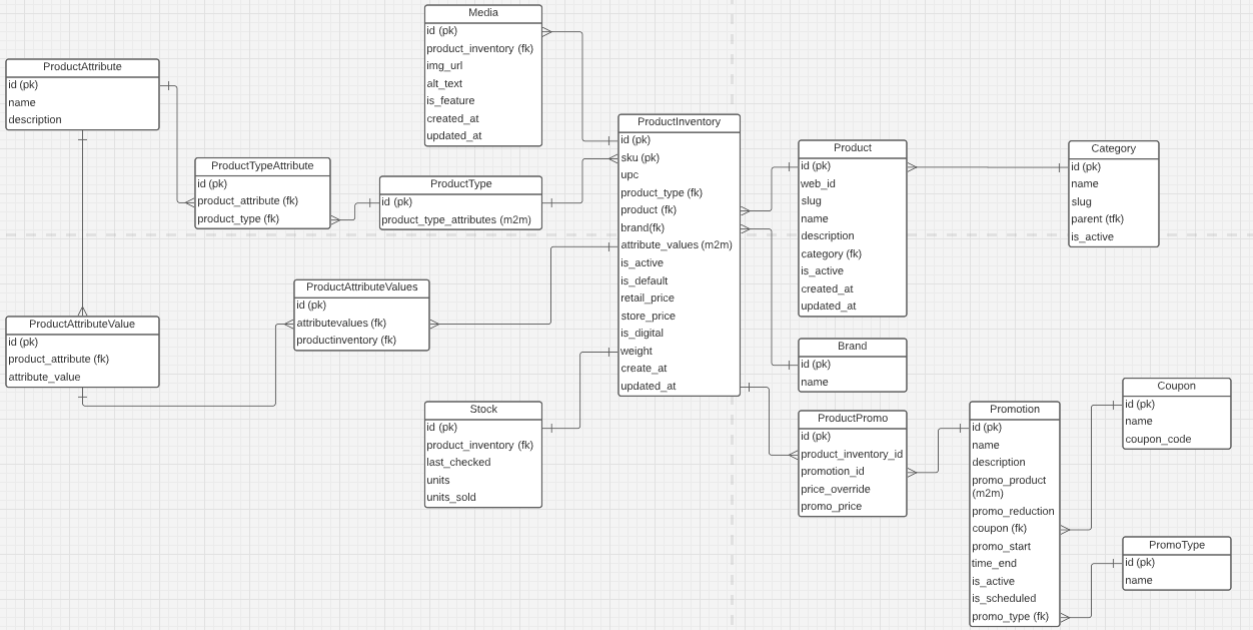 Media
id (pk)
product_inventory (fk)
img_url
alt_text
is_feature
created_at
updated_at
ProductAttribute
id (pk)
name
description
ProductTypeAttribute
id (pk)
product_attribute (fk)
product_type (fk)
ProductType
id (pk)
product_type_attributes (m2m)
ProductInventory
id (pk)
sku (pk)
upc
product_type (fk)
product (fk)
brand(fk)
attribute_values (m2m)
is_active
is_default
retail_price
store_price
is_digital
weight
create_at
updated_at
Product
id (pk)
web_id
slug
name
description
category (fk)
is_active
created_at
updated_at
Category
id (pk)
name
slug
parent (tfk)
is_active
ProductAttributeValues
id (pk)
attributevalues (fk)
productinventory (fk)
ProductAttributeValue
id (pk)
product_attribute (fk)
attribute_value
Brand
id (pk)
name
Stock
id (pk)
product_inventory (fk)
last_checked
units
units_sold
ProductPromo
id (pk)
product_inventory_id
promotion_id
price_override
promo_price
Promotion
id (pk)
name
description
promo_product
(m2m)
promo_reduction
coupon (fk)
promo_start
time_end
is_active
is_scheduled
promo_type (fk)
Coupon
id (pk)
name
coupon_code
PromoType
id (pk)
name